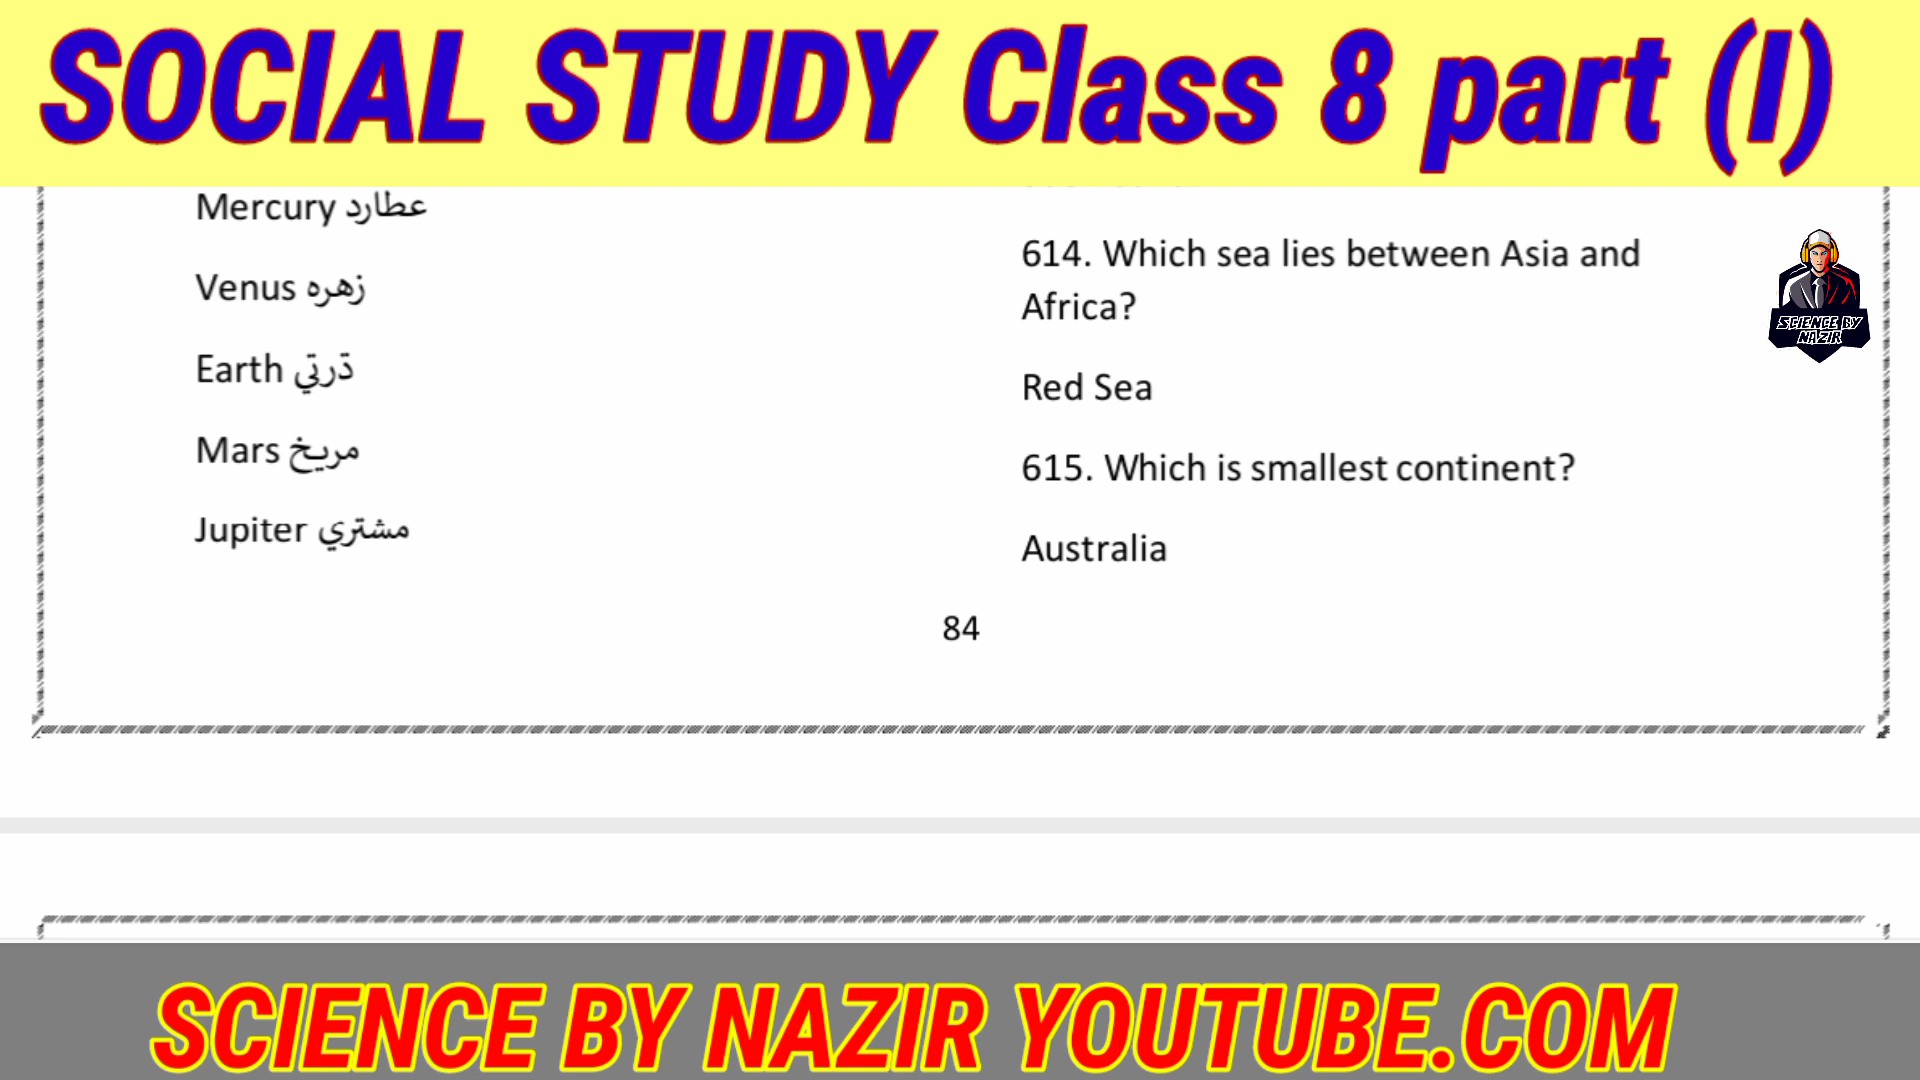 SOCIAL STUDY Class 8 part (I)
Mercury عطارد
Venus زهره
Earth ڌرتي
Mars مريخ
Jupiter مشتري
614. Which sea lies between Asia and
Africa?
Red Sea
615. Which is smallest continent?
Australia
84
SCIENCE BY
NAZIR
SCIENCE BY NAZIR YOUTUBE.COM